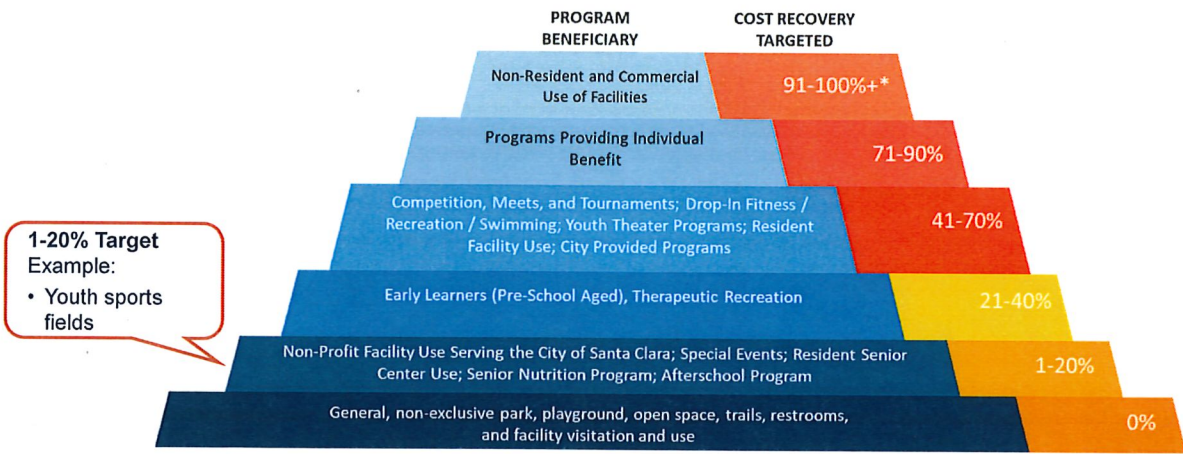 PROGRAM
BENEFICIARY
COST RECOVERY
TARGETED
Non-Resident and Commercial
Use of Facilities
91-100%+*
Programs Providing Individual
Benefit
71-90%
Competition, Meets, and Tournaments; Drop-In Fitness /
Recreation / Swimming; Youth Theater Programs; Resident
Facility Use; City Provided Programs
41-70%
1-20% Target
Example:
• Youth sports
fields
Early Learners (Pre-School Aged), Therapeutic Recreation
21-40%
Non-Profit Facility Use Serving the City of Santa Clara; Special Events; Resident Senior
Center Use; Senior Nutrition Program; Afterschool Program
1-20%
General, non-exclusive park, playground, open space, trails, restrooms,
and facility visitation and use
0%